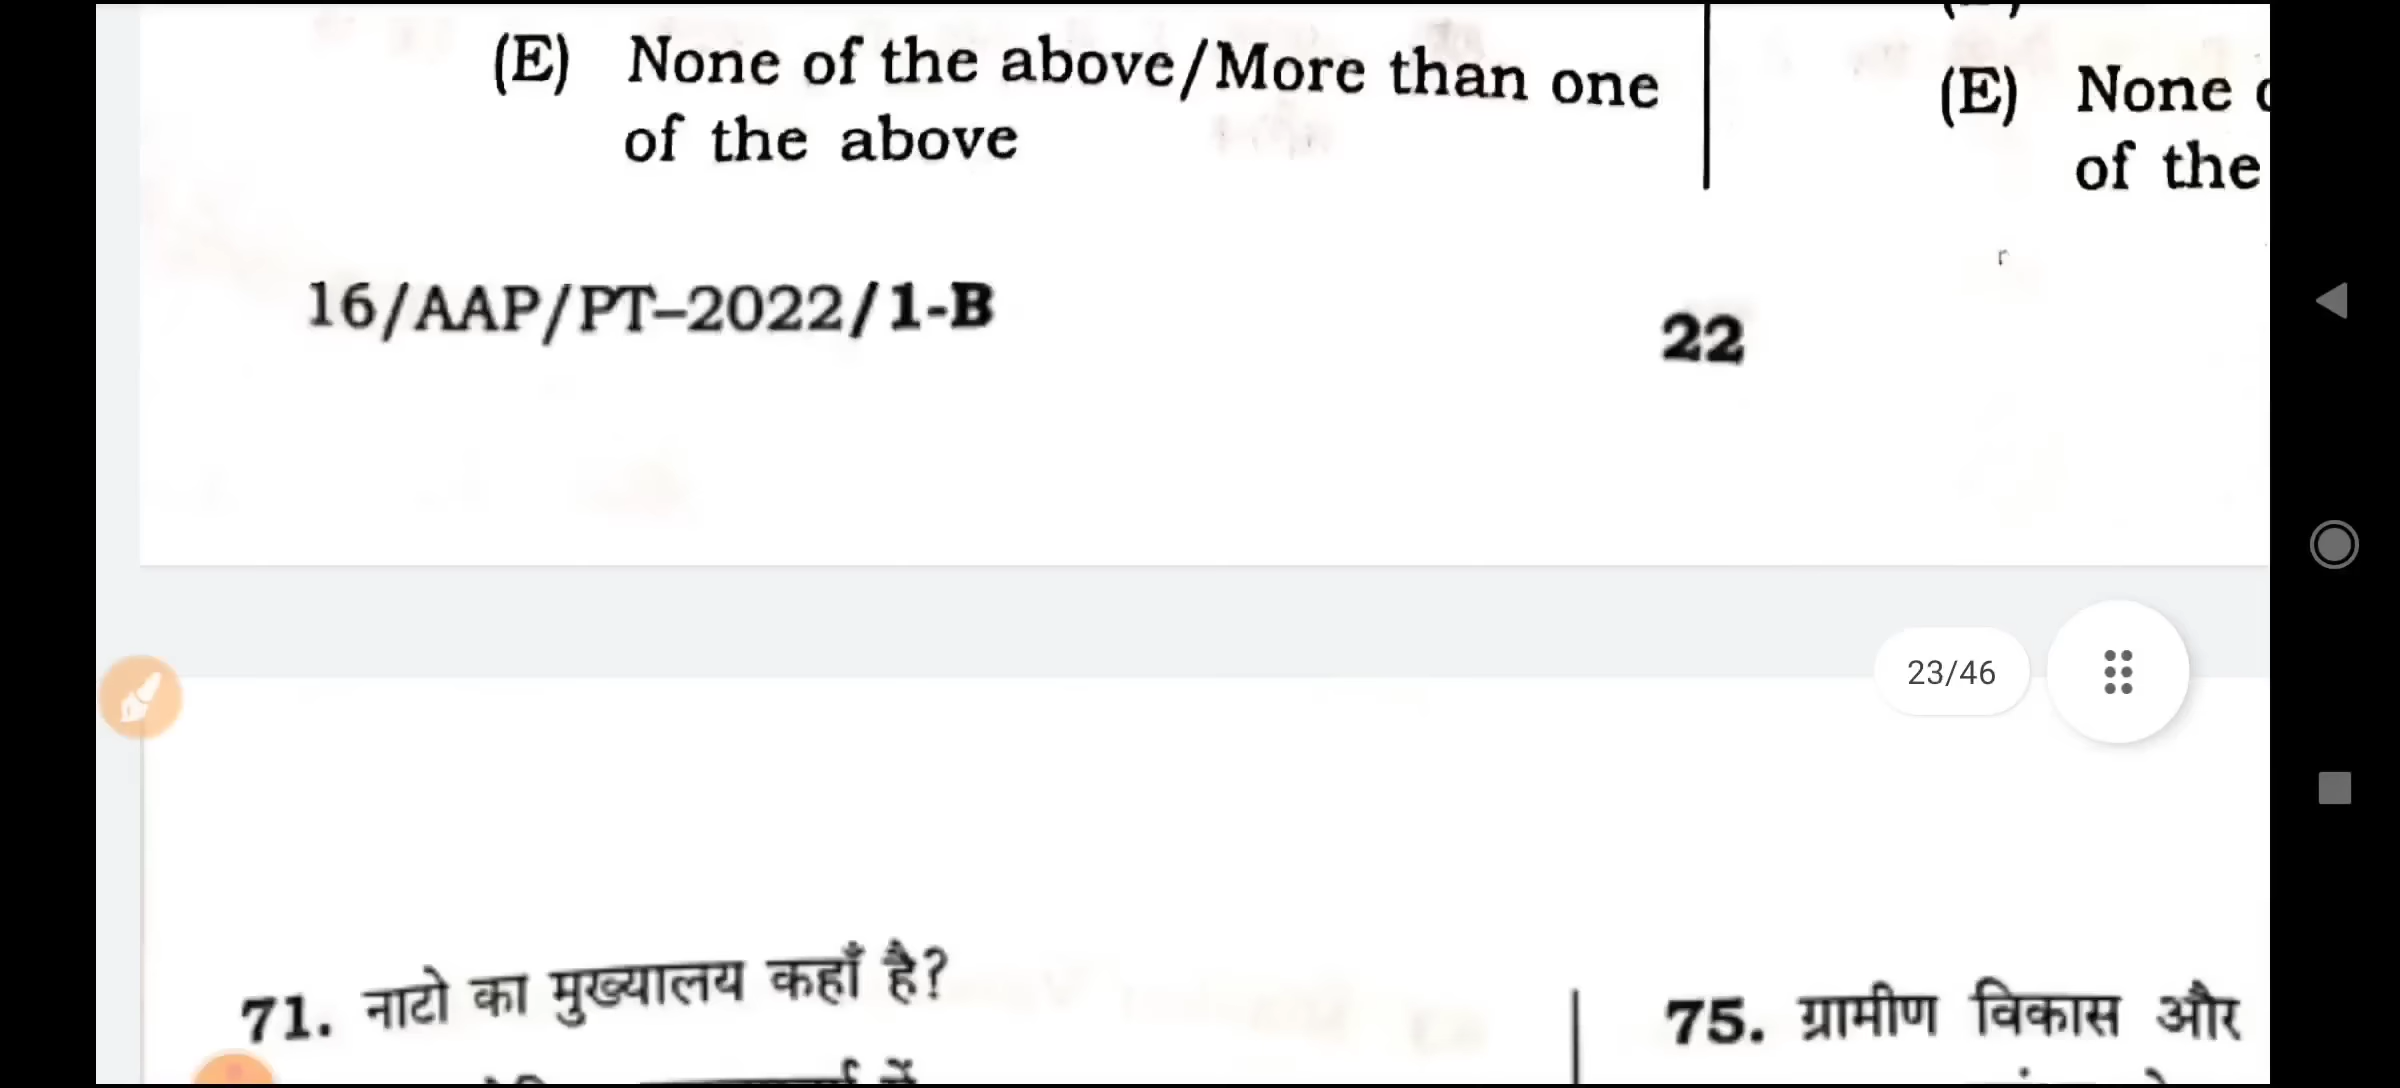 (E) None of the above/More than one
of the above
(E) None
of the
16/AAP/PT-2022/1-B
22
23/46
71. नाटो का मुख्यालय कहाँ है?
75. ग्रामीण विकास और